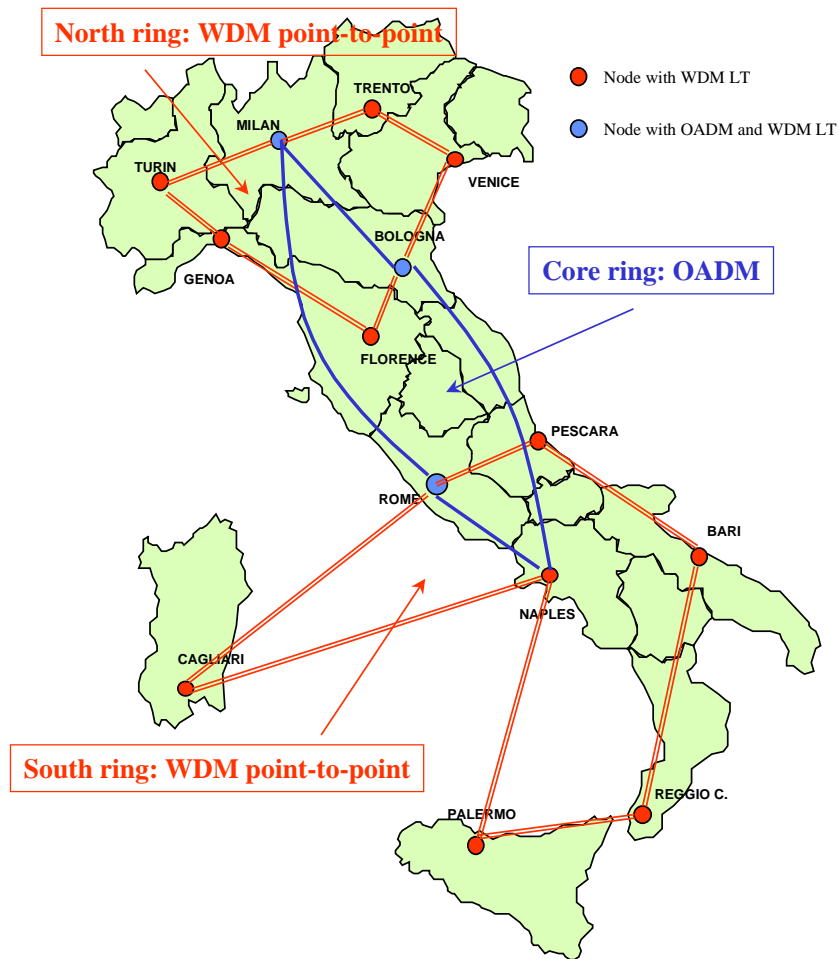 North ring: WDM point-to-point
Node with WDM LT
TRENTO
MILAN
Node with OADM and WDM LT
TURIN
VENICE
BOLOGNA
GENOA
Core ring: OADM
FLORENCE
PESCARA
ROME
BARI
NAPLES
CAGLIARI
South ring: WDM point-to-point
REGGIO C.
PALERMO